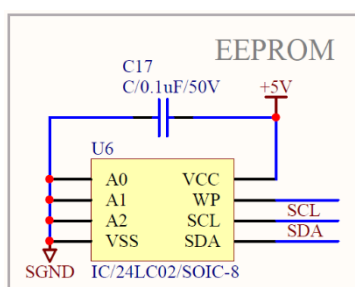 EEPROM
C17
C/0.1uF/50V
+5V
U6
A0 VCC
A1 WP
A2 SCL SCL
VSS SDA SDA
SGND IC/24LC02/SOIC-8